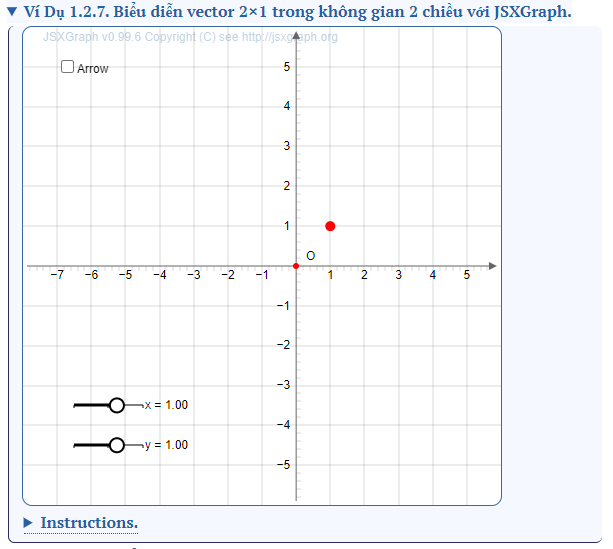 ▼ Ví Dụ 1.2.7. Biểu diễn vector 2×1 trong không gian 2 chiều với JSXGraph.
JSXGraph v0.99.6 Copyright (C) see http://jsxgraph.org
Arrow
5
4
3
2
1
O
−7 −6 −5 −4 −3 −2 −1 1 2 3 4 5
−1
−2
−3
−4
−5
x = 1.00
y = 1.00
▶ Instructions.